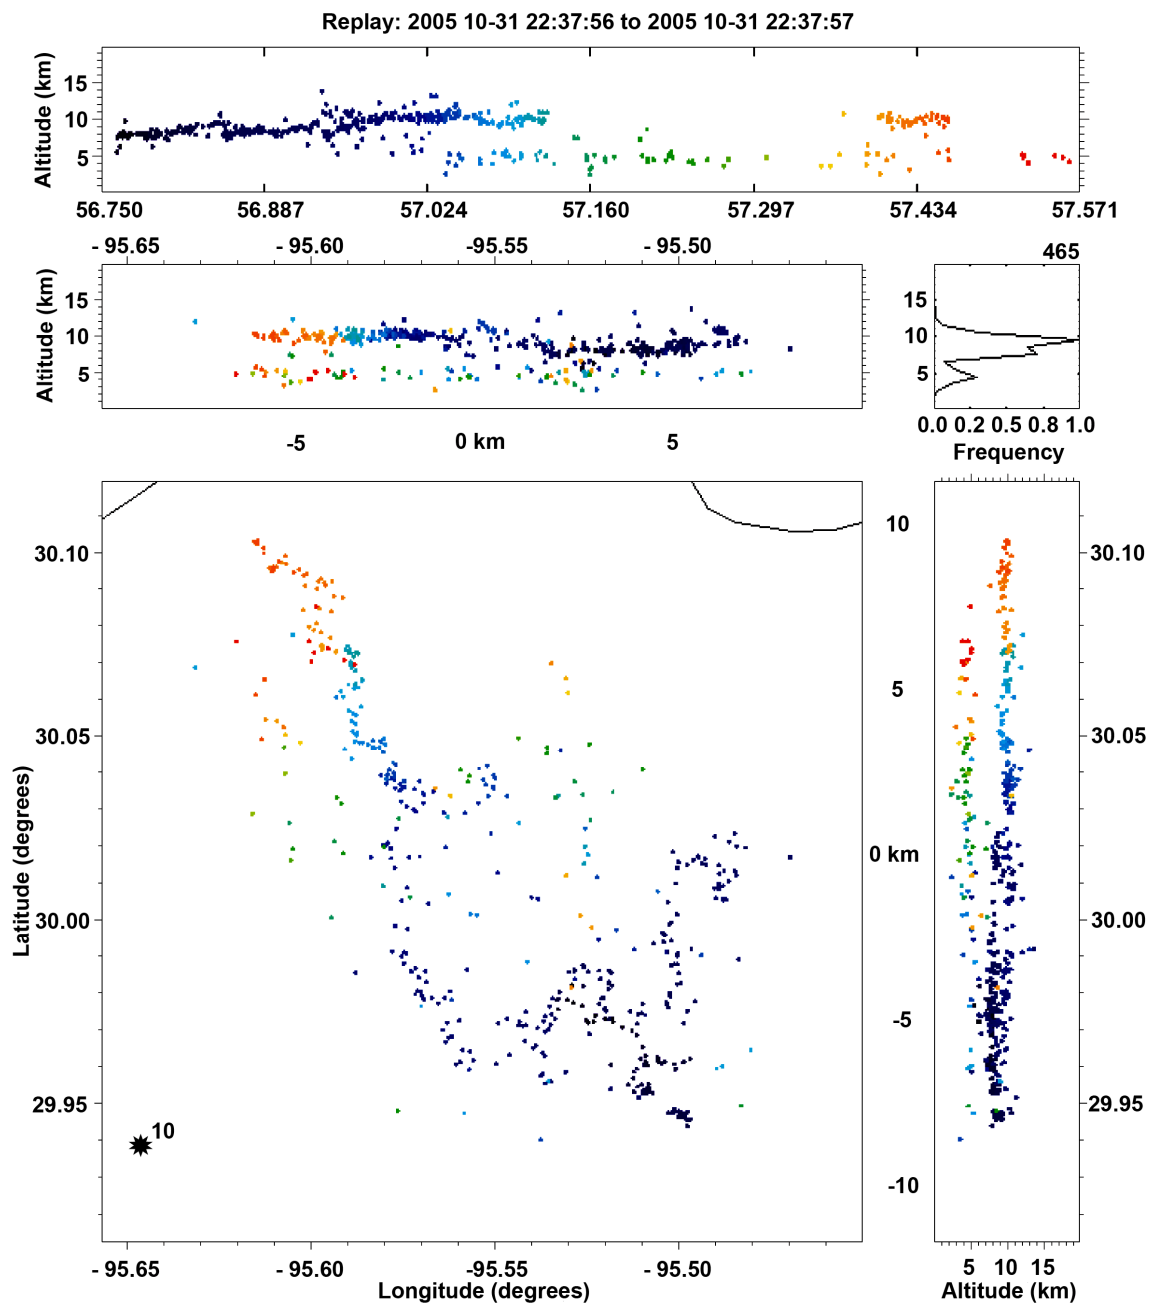 Replay: 2005 10-31 22:37:56 to 2005 10-31 22:37:57
Altitude (km)
15
10
5
56.750 56.887 57.024 57.160 57.297 57.434 57.571
- 95.65 - 95.60 -95.55 - 95.50 465
Altitude (km)
15
10
5
15
10
5
0.0 0.2 0.5 0.8 1.0
Frequency
-5 0 km 5
Latitude (degrees)
30.10
30.05
30.00
29.95
10
5
0 km
-5
-10
30.10
30.05
30.00
29.95
10
- 95.65 - 95.60 -95.55 - 95.50
Longitude (degrees)
5 10 15
Altitude (km)